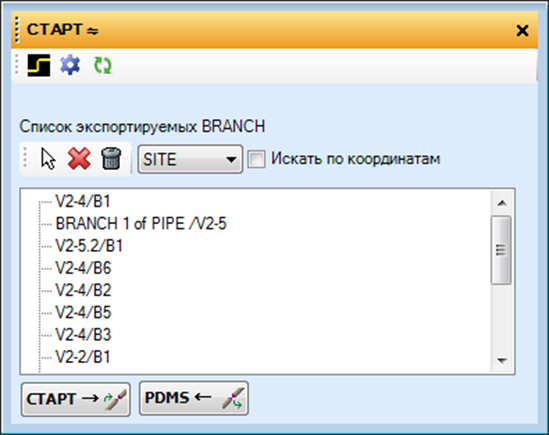 СТАРТ⇋
Список экспортируемых BRANCH
SITE
Искать по координатам
V2-4/B1
BRANCH 1 of PIPE /V2-5
V2-5.2/B1
V2-4/B6
V2-4/B2
V2-4/B5
V2-4/B3
V2-2/B1
СТАРТ → PDMS ←